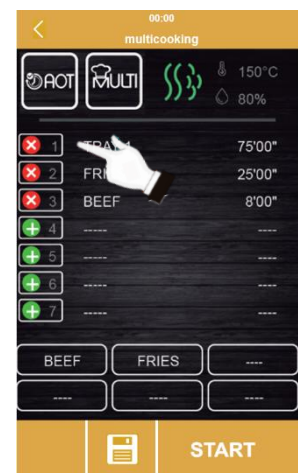 00:00
multicooking
AOT MULTI 150°C
80%
1 75'00"
2 25'00"
3 BEEF 8'00"
4 ----- ----
5 ----- ----
6 ----- ----
7 ----- ----
BEEF FRIES ----
---- ---- ----
START